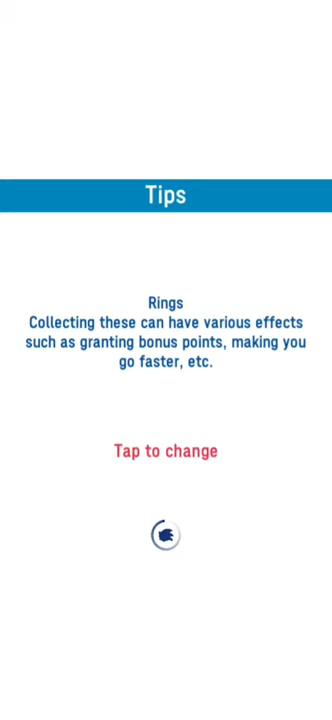 Tips
Rings
Collecting these can have various effects
such as granting bonus points, making you
go faster, etc.
Tap to change